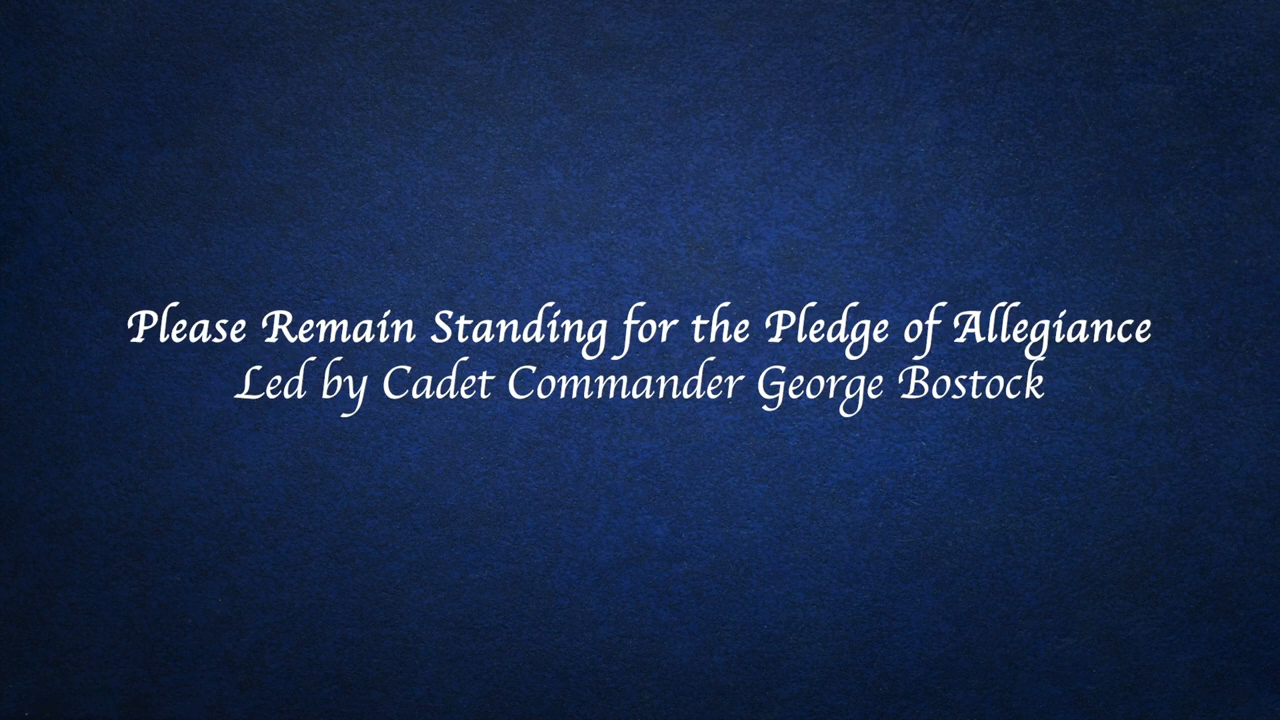 Please Remain Standing for the Pledge of Allegiance
Led by Cadet Commander George Bostock